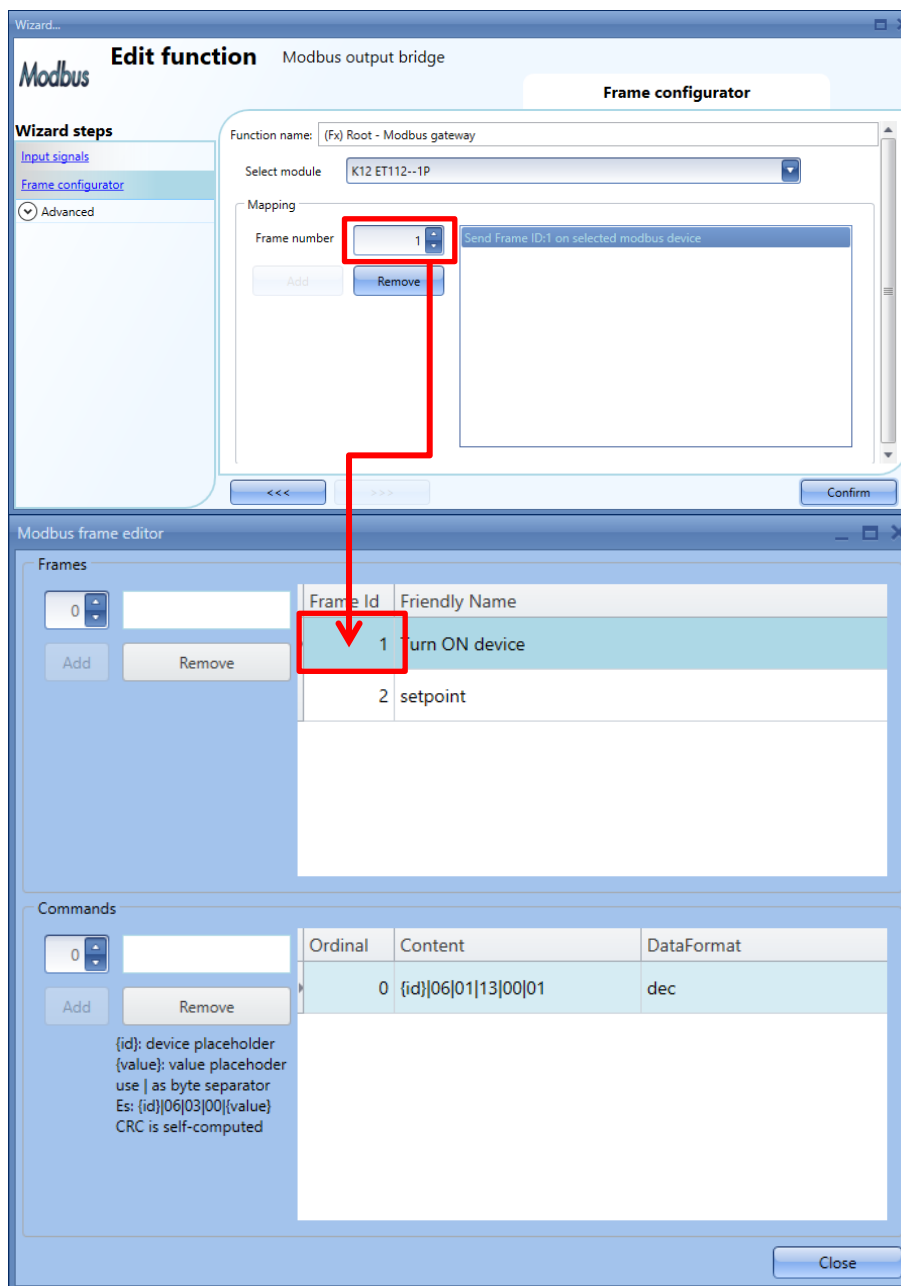 Wizard...
Modbus
Edit function
Modbus output bridge
Frame configurator
Wizard steps
Input signals
Frame configurator
Advanced
Function name: (Fx) Root - Modbus gateway
Select module K12 ET112--1P
Mapping
Frame number 1
Send Frame ID:1 on selected modbus device
Add Remove
<<< >>> Confirm
Modbus frame editor
Frames
0
Add Remove
Frame Id Friendly Name
1 Turn ON device
2 setpoint
Commands
0
Add Remove
{id}: device placeholder
{value}: value placehoder
use | as byte separator
Es: {id}|06|03|00|{value}
CRC is self-computed
Ordinal Content DataFormat
0 {id}|06|01|13|00|01 dec
Close